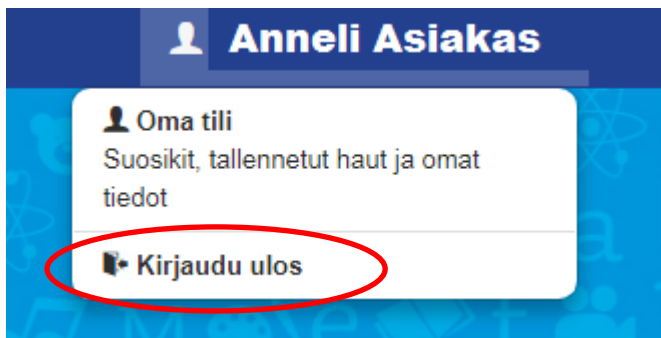 Anneli Asiakas
Oma tili
Suosikit, tallennetut haut ja omat
tiedot
Kirjaudu ulos